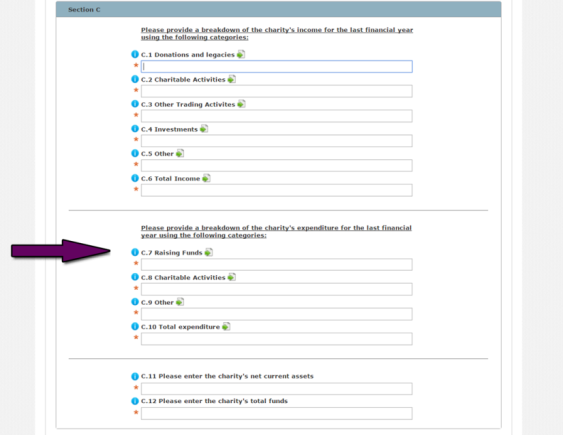 Section C
Please provide a breakdown of the charity's income for the last financial year
using the following categories:
C.1 Donations and legacies
C.2 Charitable Activities
C.3 Other Trading Activites
C.4 Investments
C.5 Other
C.6 Total Income
Please provide a breakdown of the charity's expenditure for the last financial
year using the following categories:
C.7 Raising Funds
C.8 Charitable Activities
C.9 Other
C.10 Total expenditure
C.11 Please enter the charity's net current assets
C.12 Please enter the charity's total funds